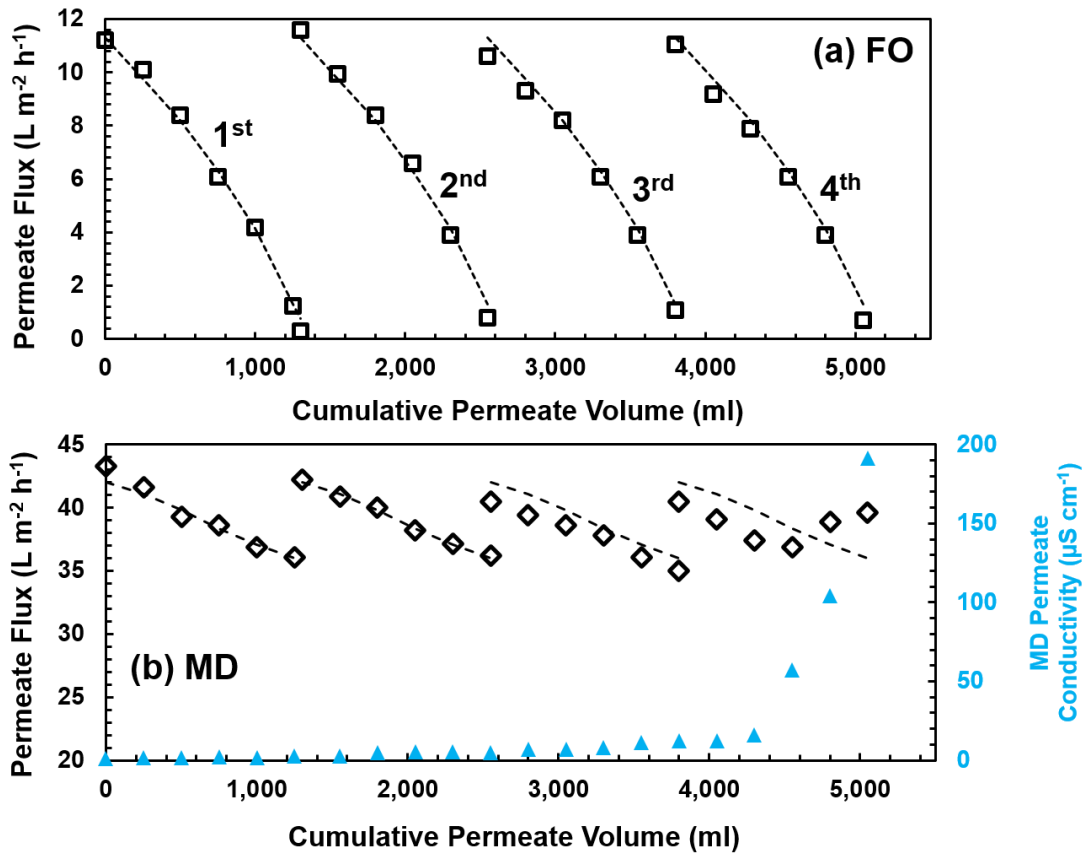 12
10
8
6
4
2
0
Permeate Flux (L m⁻² h⁻¹)
(a) FO
1ˢᵗ
2ⁿᵈ
3ʳᵈ
4ᵗʰ
0 1,000 2,000 3,000 4,000 5,000
Cumulative Permeate Volume (ml)
45
40
35
30
25
20
Permeate Flux (L m⁻² h⁻¹)
(b) MD
200
150
100
50
0
MD Permeate
Conductivity (µS cm⁻¹)
0 1,000 2,000 3,000 4,000 5,000
Cumulative Permeate Volume (ml)